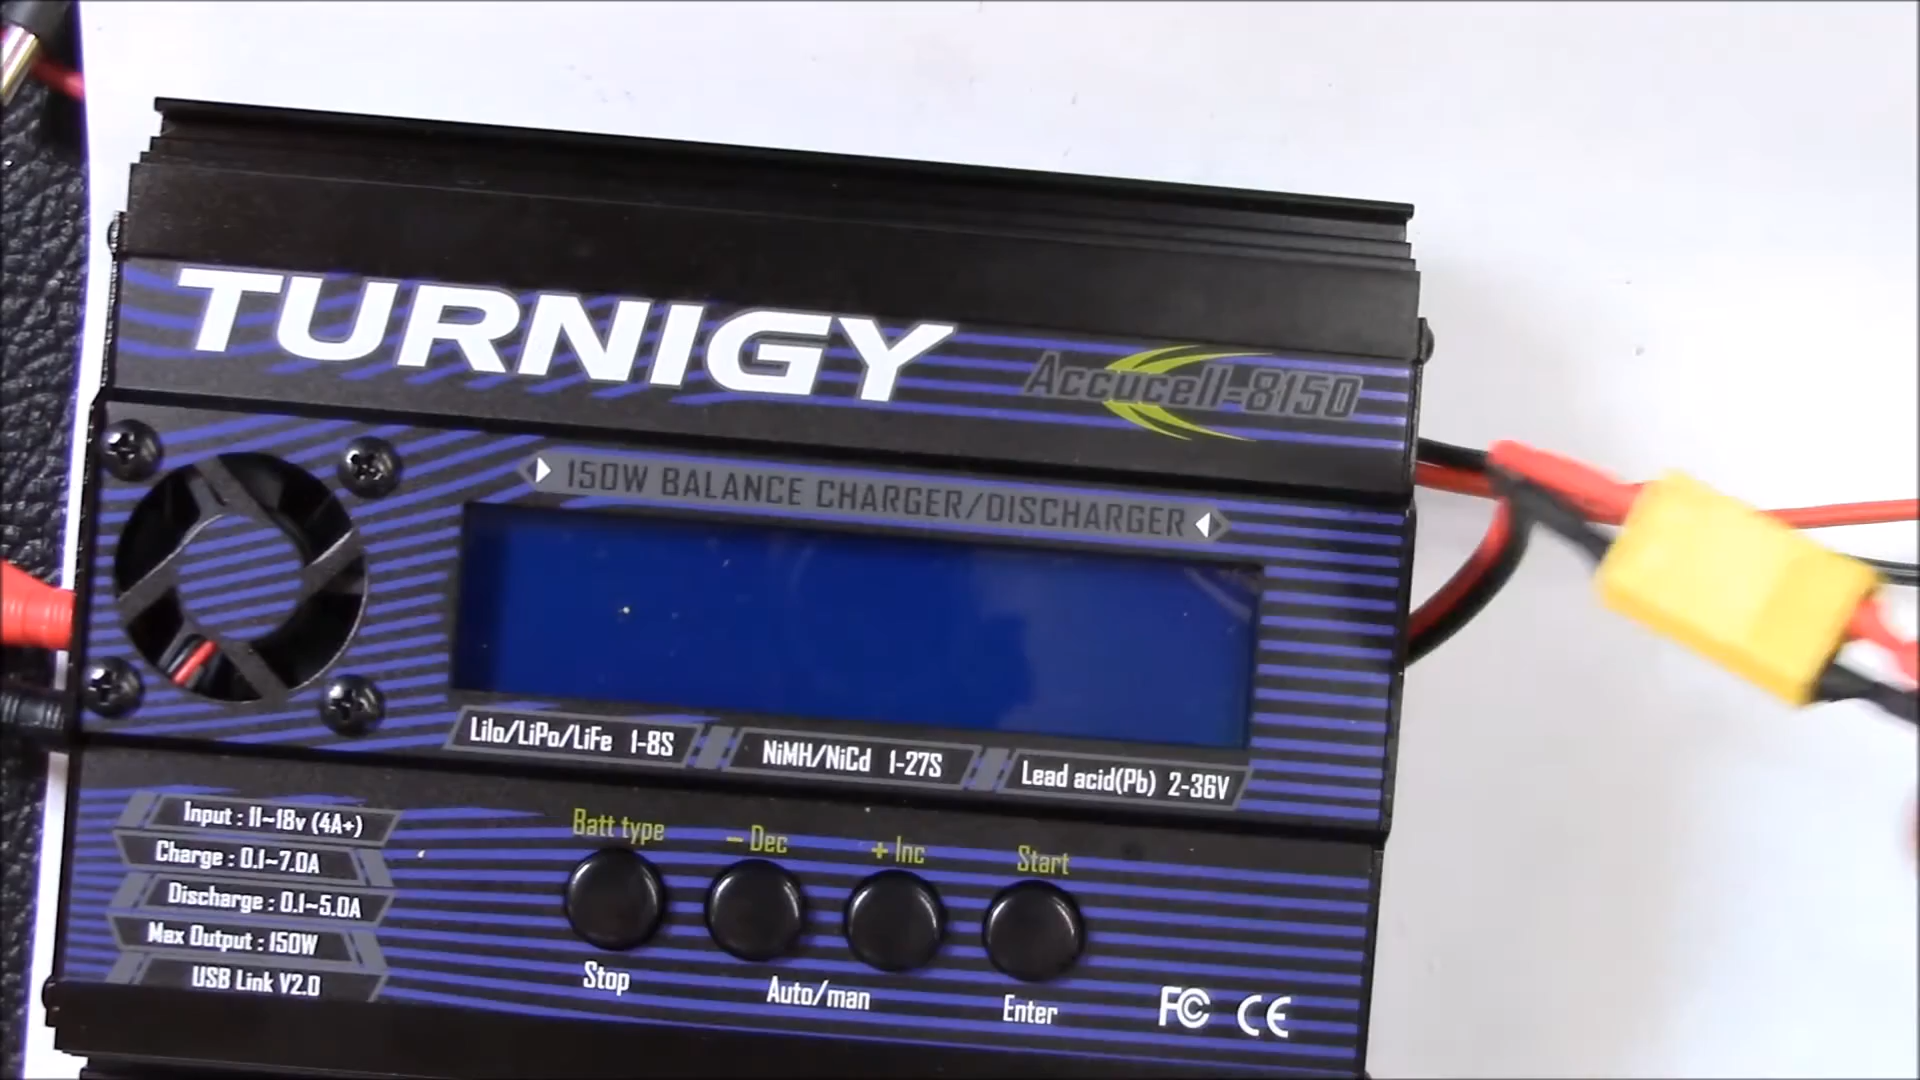 TURNIGY
Accucell-8150
150W BALANCE CHARGER/DISCHARGER
LiIo/LiPo/LiFe 1-8S
NiMH/NiCd 1-27S
Lead acid(Pb) 2-36V
Input : 11~18v (4A+)
Charge : 0.1~7.0A
Discharge : 0.1~5.0A
Max Output : 150W
USB Link V2.0
Batt type
- Dec
+ Inc
Start
Stop
Auto/man
Enter
FC CE